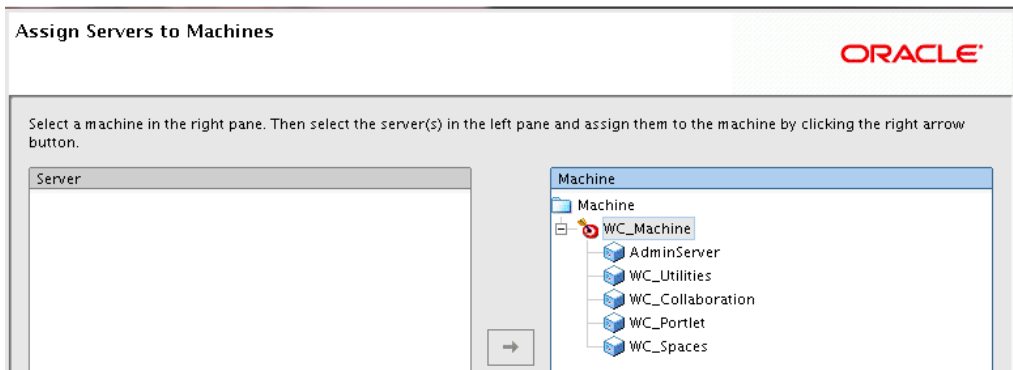 Assign Servers to Machines
ORACLE
Select a machine in the right pane. Then select the server(s) in the left pane and assign them to the machine by clicking the right arrow
button.
Server
Machine
Machine
WC_Machine
AdminServer
WC_Utilities
WC_Collaboration
WC_Portlet
WC_Spaces